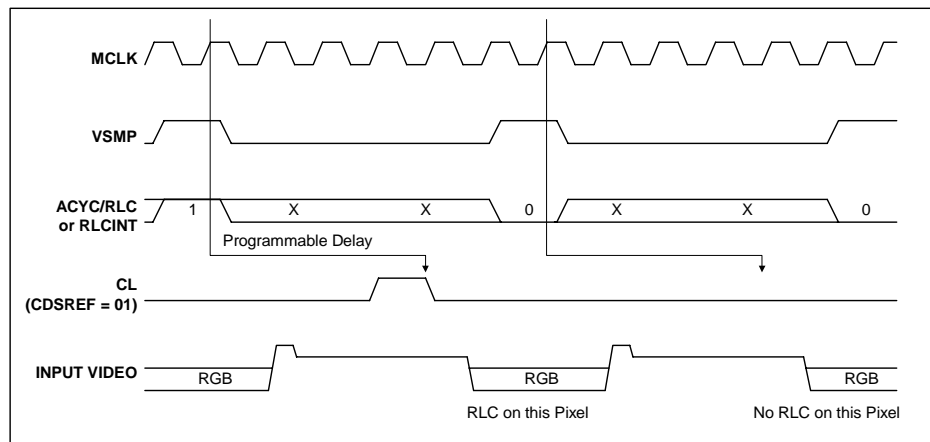 MCLK
VSMP
ACYC/RLC
or RLCINT
1 X X 0 X X 0
Programmable Delay
CL
(CDSREF = 01)
INPUT VIDEO
RGB RGB RGB
RLC on this Pixel No RLC on this Pixel